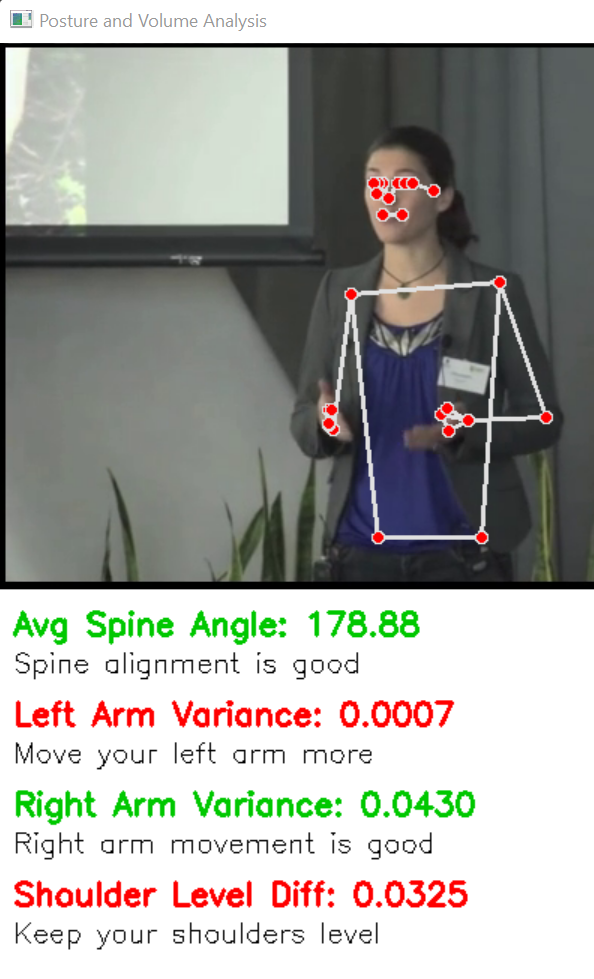 Posture and Volume Analysis
Avg Spine Angle: 178.88
Spine alignment is good
Left Arm Variance: 0.0007
Move your left arm more
Right Arm Variance: 0.0430
Right arm movement is good
Shoulder Level Diff: 0.0325
Keep your shoulders level